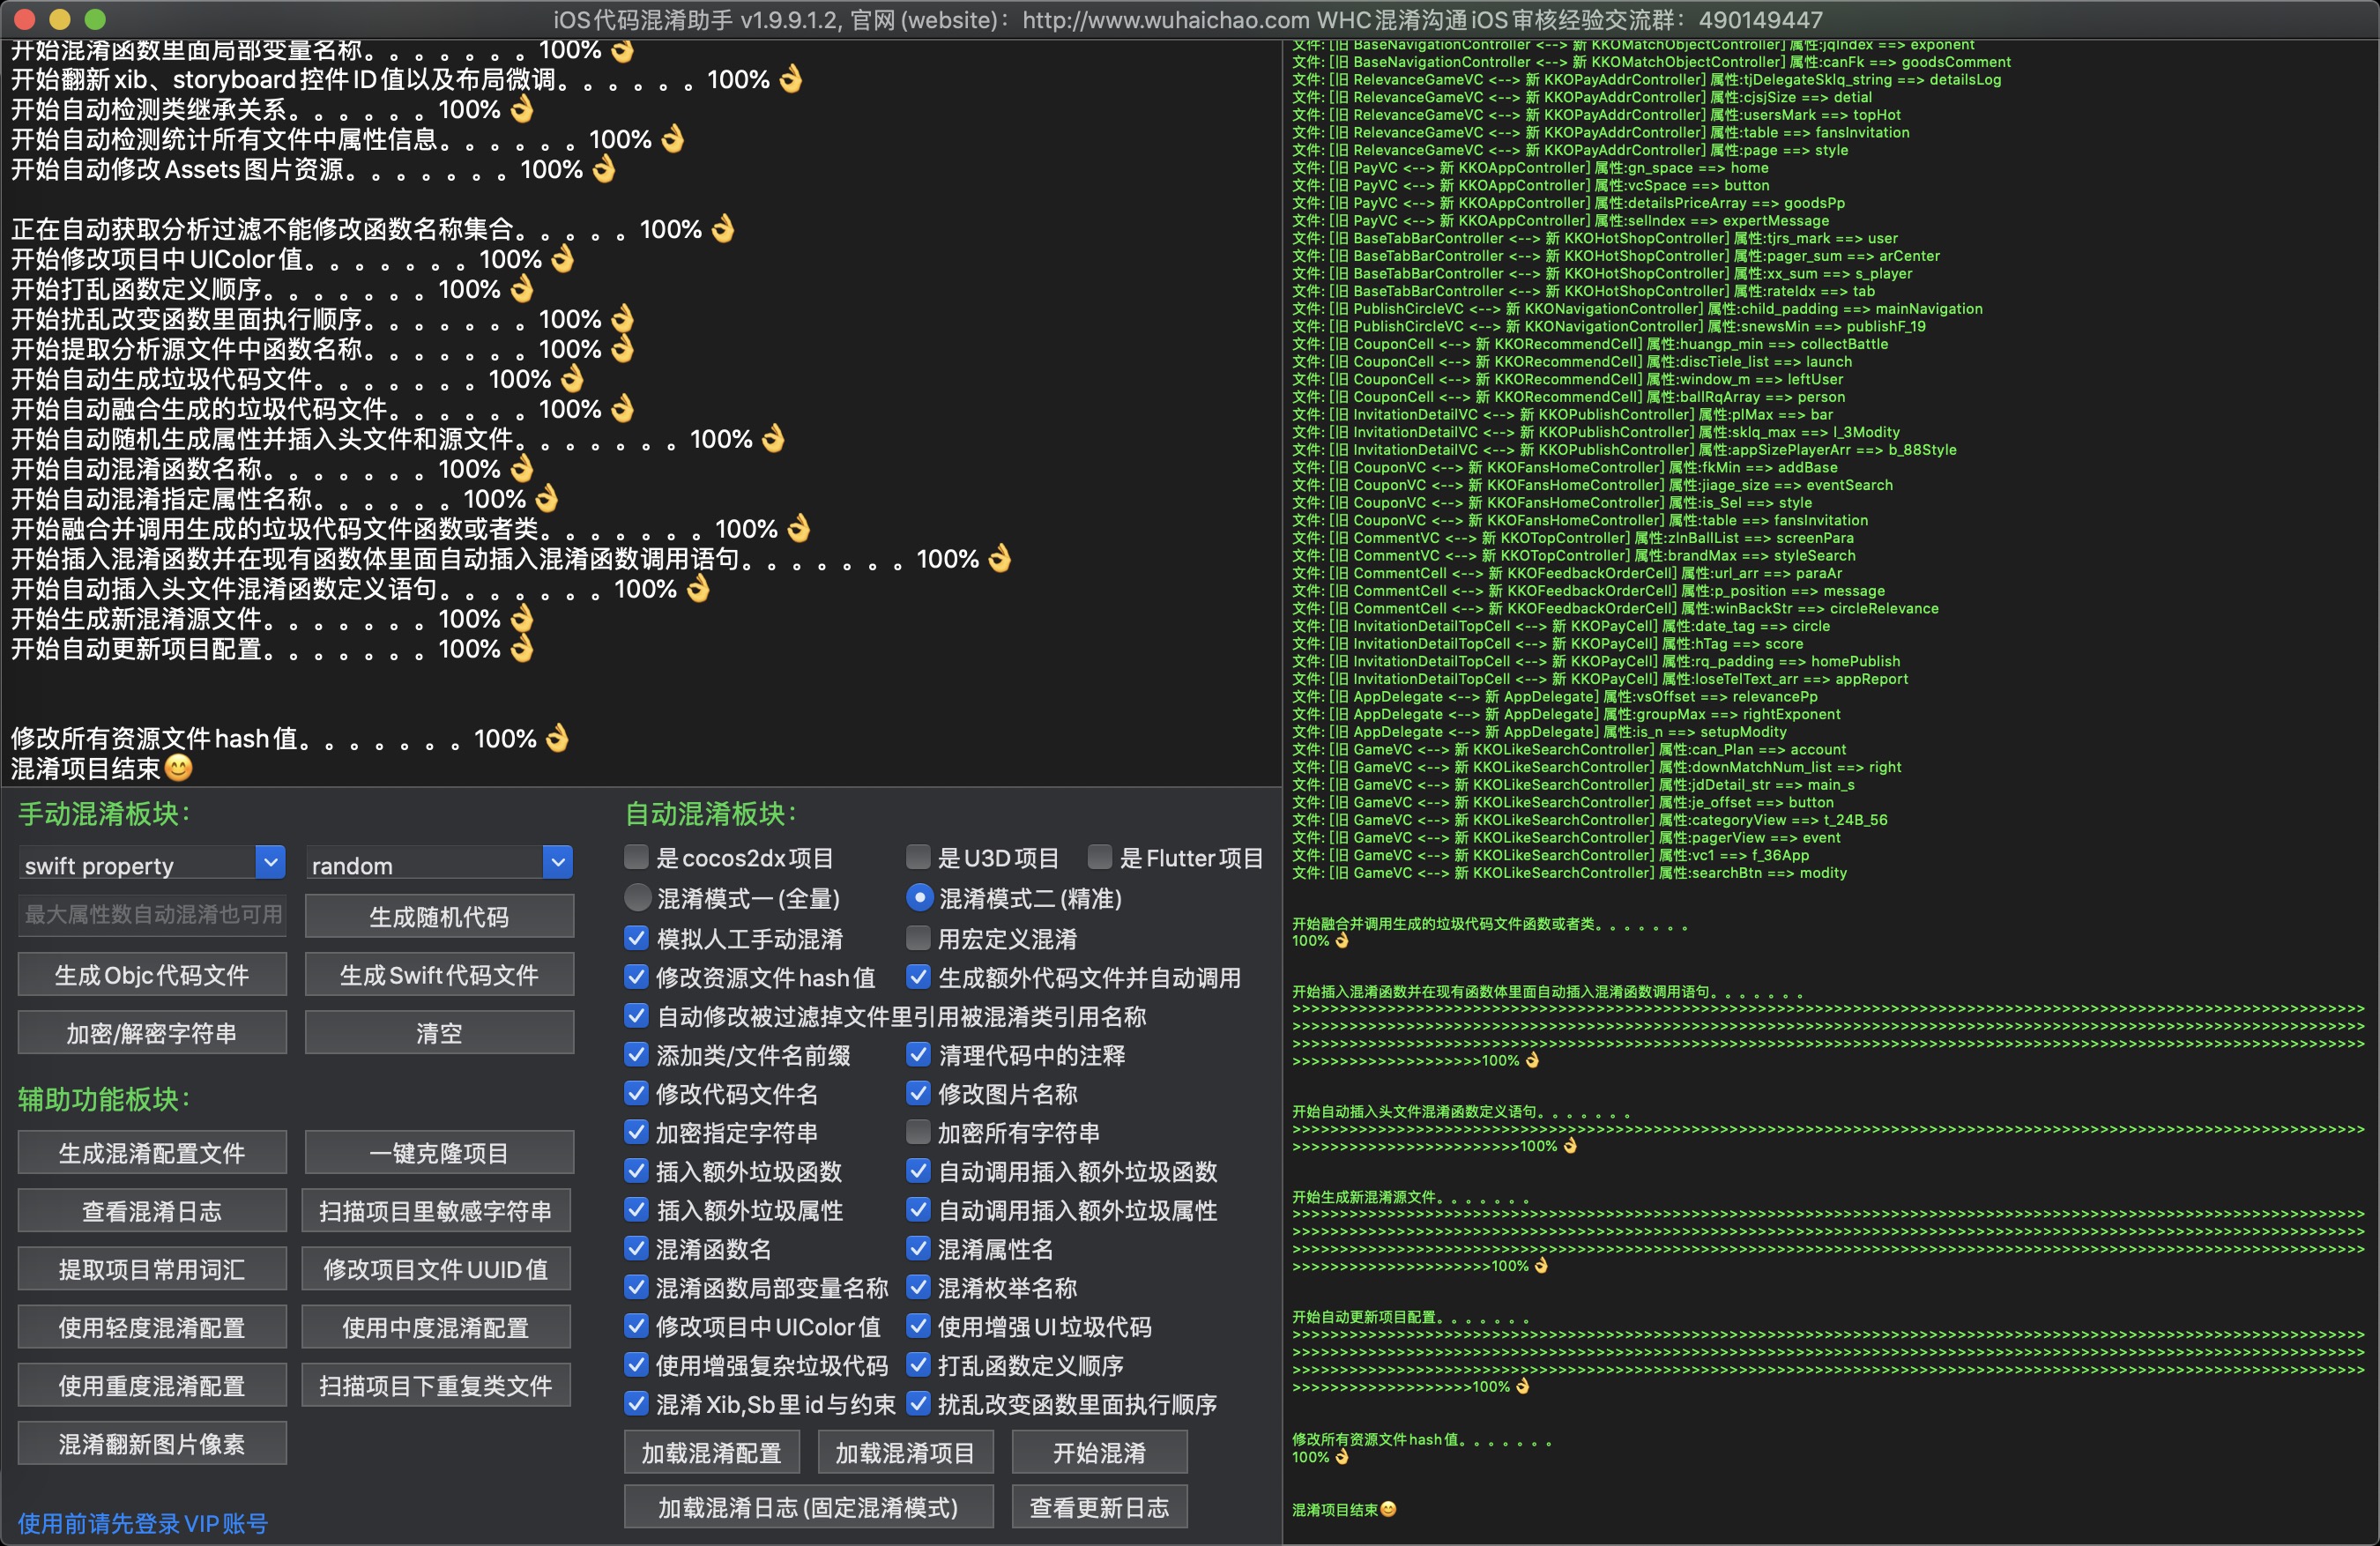 iOS代码混淆助手 v1.9.9.1.2, 官网(website)：http://www.wuhaichao.com WHC混淆沟通iOS审核经验交流群：490149447
开始混淆函数里面局部变量名称。。。。。。。100%👌
开始翻新xib、storyboard控件ID值以及布局微调。。。。。。100%👌
开始自动检测类继承关系。。。。。。100%👌
开始自动检测统计所有文件中属性信息。。。。。。100%👌
开始自动修改Assets图片资源。。。。。。。100%👌
正在自动获取分析过滤不能修改函数名称集合。。。。。100%👌
开始修改项目中UIColor值。。。。。。。100%👌
开始打乱函数定义顺序。。。。。。。100%👌
开始扰乱改变函数里面执行顺序。。。。。。。100%👌
开始提取分析源文件中函数名称。。。。。。。100%👌
开始自动生成垃圾代码文件。。。。。。。100%👌
开始自动融合生成的垃圾代码文件。。。。。。100%👌
开始自动随机生成属性并插入头文件和源文件。。。。。。。100%👌
开始自动混淆函数名称。。。。。。。100%👌
开始自动混淆指定属性名称。。。。。。100%👌
开始融合并调用生成的垃圾代码文件函数或者类。。。。。。。100%👌
开始插入混淆函数并在现有函数体里面自动插入混淆函数调用语句。。。。。。。100%👌
开始自动插入头文件混淆函数定义语句。。。。。。。100%👌
开始生成新混淆源文件。。。。。。。100%👌
开始自动更新项目配置。。。。。。。100%👌
修改所有资源文件hash值。。。。。。。100%👌
混淆项目结束😊
手动混淆板块：
swift property
random
最大属性数自动混淆也可用
生成随机代码
生成Objc代码文件
生成Swift代码文件
加密/解密字符串
清空
辅助功能板块：
生成混淆配置文件
一键克隆项目
查看混淆日志
扫描项目里敏感字符串
提取项目常用词汇
修改项目文件UUID值
使用轻度混淆配置
使用中度混淆配置
使用重度混淆配置
扫描项目下重复类文件
混淆翻新图片像素
使用前请先登录VIP账号
自动混淆板块：
是cocos2dx项目
是U3D项目
是Flutter项目
混淆模式一(全量)
混淆模式二(精准)
模拟人工手动混淆
用宏定义混淆
修改资源文件hash值
生成额外代码文件并自动调用
自动修改被过滤掉文件里引用被混淆类引用名称
添加类/文件名前缀
清理代码中的注释
修改代码文件名
修改图片名称
加密指定字符串
加密所有字符串
插入额外垃圾函数
自动调用插入额外垃圾函数
插入额外垃圾属性
自动调用插入额外垃圾属性
混淆函数名
混淆属性名
混淆函数局部变量名称
混淆枚举名称
修改项目中UIColor值
使用增强UI垃圾代码
使用增强复杂垃圾代码
打乱函数定义顺序
混淆Xib,Sb里id与约束
扰乱改变函数里面执行顺序
加载混淆配置
加载混淆项目
开始混淆
加载混淆日志(固定混淆模式)
查看更新日志
文件: [旧 BaseNavigationController <--> 新 KKOMatchObjectController] 属性:jqIndex ==> exponent
文件: [旧 BaseNavigationController <--> 新 KKOMatchObjectController] 属性:canFk ==> goodsComment
文件: [旧 RelevanceGameVC <--> 新 KKOPayAddrController] 属性:tjDelegateSklq_string ==> detailsLog
文件: [旧 RelevanceGameVC <--> 新 KKOPayAddrController] 属性:cjsjSize ==> detial
文件: [旧 RelevanceGameVC <--> 新 KKOPayAddrController] 属性:usersMark ==> topHot
文件: [旧 RelevanceGameVC <--> 新 KKOPayAddrController] 属性:table ==> fansInvitation
文件: [旧 RelevanceGameVC <--> 新 KKOPayAddrController] 属性:page ==> style
文件: [旧 PayVC <--> 新 KKOAppController] 属性:gn_space ==> home
文件: [旧 PayVC <--> 新 KKOAppController] 属性:vcSpace ==> button
文件: [旧 PayVC <--> 新 KKOAppController] 属性:detailsPriceArray ==> goodsPp
文件: [旧 PayVC <--> 新 KKOAppController] 属性:selIndex ==> expertMessage
文件: [旧 BaseTabBarController <--> 新 KKOHotShopController] 属性:tjrs_mark ==> user
文件: [旧 BaseTabBarController <--> 新 KKOHotShopController] 属性:pager_sum ==> arCenter
文件: [旧 BaseTabBarController <--> 新 KKOHotShopController] 属性:xx_sum ==> s_player
文件: [旧 BaseTabBarController <--> 新 KKOHotShopController] 属性:rateIdx ==> tab
文件: [旧 PublishCircleVC <--> 新 KKONavigationController] 属性:child_padding ==> mainNavigation
文件: [旧 PublishCircleVC <--> 新 KKONavigationController] 属性:snewsMin ==> publishF_19
文件: [旧 CouponCell <--> 新 KKORecommendCell] 属性:huangp_min ==> collectBattle
文件: [旧 CouponCell <--> 新 KKORecommendCell] 属性:discTiele_list ==> launch
文件: [旧 CouponCell <--> 新 KKORecommendCell] 属性:window_m ==> leftUser
文件: [旧 CouponCell <--> 新 KKORecommendCell] 属性:ballRqArray ==> person
文件: [旧 InvitationDetailVC <--> 新 KKOPublishController] 属性:plMax ==> bar
文件: [旧 InvitationDetailVC <--> 新 KKOPublishController] 属性:sklq_max ==> l_3Modity
文件: [旧 InvitationDetailVC <--> 新 KKOPublishController] 属性:appSizePlayerArr ==> b_88Style
文件: [旧 CouponVC <--> 新 KKOFansHomeController] 属性:fkMin ==> addBase
文件: [旧 CouponVC <--> 新 KKOFansHomeController] 属性:jiage_size ==> eventSearch
文件: [旧 CouponVC <--> 新 KKOFansHomeController] 属性:is_Sel ==> style
文件: [旧 CouponVC <--> 新 KKOFansHomeController] 属性:table ==> fansInvitation
文件: [旧 CommentVC <--> 新 KKOTopController] 属性:zlnBallList ==> screenPara
文件: [旧 CommentVC <--> 新 KKOTopController] 属性:brandMax ==> styleSearch
文件: [旧 CommentCell <--> 新 KKOFeedbackOrderCell] 属性:url_arr ==> paraAr
文件: [旧 CommentCell <--> 新 KKOFeedbackOrderCell] 属性:p_position ==> message
文件: [旧 CommentCell <--> 新 KKOFeedbackOrderCell] 属性:winBackStr ==> circleRelevance
文件: [旧 InvitationDetailTopCell <--> 新 KKOPayCell] 属性:date_tag ==> circle
文件: [旧 InvitationDetailTopCell <--> 新 KKOPayCell] 属性:hTag ==> score
文件: [旧 InvitationDetailTopCell <--> 新 KKOPayCell] 属性:rq_padding ==> homePublish
文件: [旧 InvitationDetailTopCell <--> 新 KKOPayCell] 属性:loseTelText_arr ==> appReport
文件: [旧 AppDelegate <--> 新 AppDelegate] 属性:vsOffset ==> relevancePp
文件: [旧 AppDelegate <--> 新 AppDelegate] 属性:groupMax ==> rightExponent
文件: [旧 AppDelegate <--> 新 AppDelegate] 属性:is_n ==> setupModity
文件: [旧 GameVC <--> 新 KKOLikeSearchController] 属性:can_Plan ==> account
文件: [旧 GameVC <--> 新 KKOLikeSearchController] 属性:downMatchNum_list ==> right
文件: [旧 GameVC <--> 新 KKOLikeSearchController] 属性:jdDetail_str ==> main_s
文件: [旧 GameVC <--> 新 KKOLikeSearchController] 属性:je_offset ==> button
文件: [旧 GameVC <--> 新 KKOLikeSearchController] 属性:categoryView ==> t_24B_56
文件: [旧 GameVC <--> 新 KKOLikeSearchController] 属性:pagerView ==> event
文件: [旧 GameVC <--> 新 KKOLikeSearchController] 属性:vc1 ==> f_36App
文件: [旧 GameVC <--> 新 KKOLikeSearchController] 属性:searchBtn ==> modity
开始融合并调用生成的垃圾代码文件函数或者类。。。。。。。
100%👌
开始插入混淆函数并在现有函数体里面自动插入混淆函数调用语句。。。。。。。
>>>>>>>>>>>>>>>>>>>>100%👌
开始自动插入头文件混淆函数定义语句。。。。。。。
>>>>>>>>>>>>>>>>>>>>>>>>100%👌
开始生成新混淆源文件。。。。。。。
>>>>>>>>>>>>>>>>>>>>>100%👌
开始自动更新项目配置。。。。。。。
>>>>>>>>>>>>>>>>>>>100%👌
修改所有资源文件hash值。。。。。。。
100%👌
混淆项目结束😊